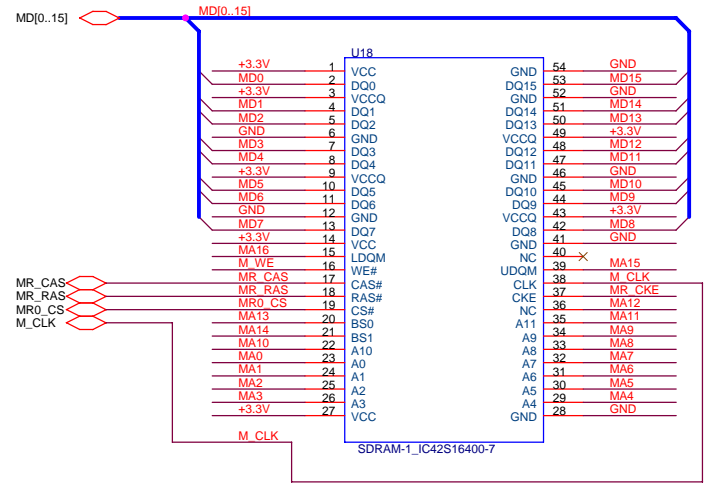 MD[0..15] MD[0..15]
U18
+3.3V 1 VCC GND 54 GND
MD0 2 DQ0 DQ15 53 MD15
+3.3V 3 VCCQ GND 52 GND
MD1 4 DQ1 DQ14 51 MD14
MD2 5 DQ2 DQ13 50 MD13
GND 6 GND VCCQ 49 +3.3V
MD3 7 DQ3 DQ12 48 MD12
MD4 8 DQ4 DQ11 47 MD11
+3.3V 9 VCCQ GND 46 GND
MD5 10 DQ5 DQ10 45 MD10
MD6 11 DQ6 DQ9 44 MD9
GND 12 GND VCCQ 43 +3.3V
MD7 13 DQ7 DQ8 42 MD8
+3.3V 14 VCC GND 41 GND
MA16 15 LDQM NC 40
M_WE 16 WE# UDQM 39 MA15
MR_CAS MR_CAS 17 CAS# CLK 38 M_CLK
MR_RAS MR_RAS 18 RAS# CKE 37 MR_CKE
MR0_CS MR0_CS 19 CS# NC 36 MA12
M_CLK MA13 20 BS0 A11 35 MA11
MA14 21 BS1 A9 34 MA9
MA10 22 A10 A8 33 MA8
MA0 23 A0 A7 32 MA7
MA1 24 A1 A6 31 MA6
MA2 25 A2 A5 30 MA5
MA3 26 A3 A4 29 MA4
+3.3V 27 VCC GND 28 GND
M_CLK
SDRAM-1_IC42S16400-7